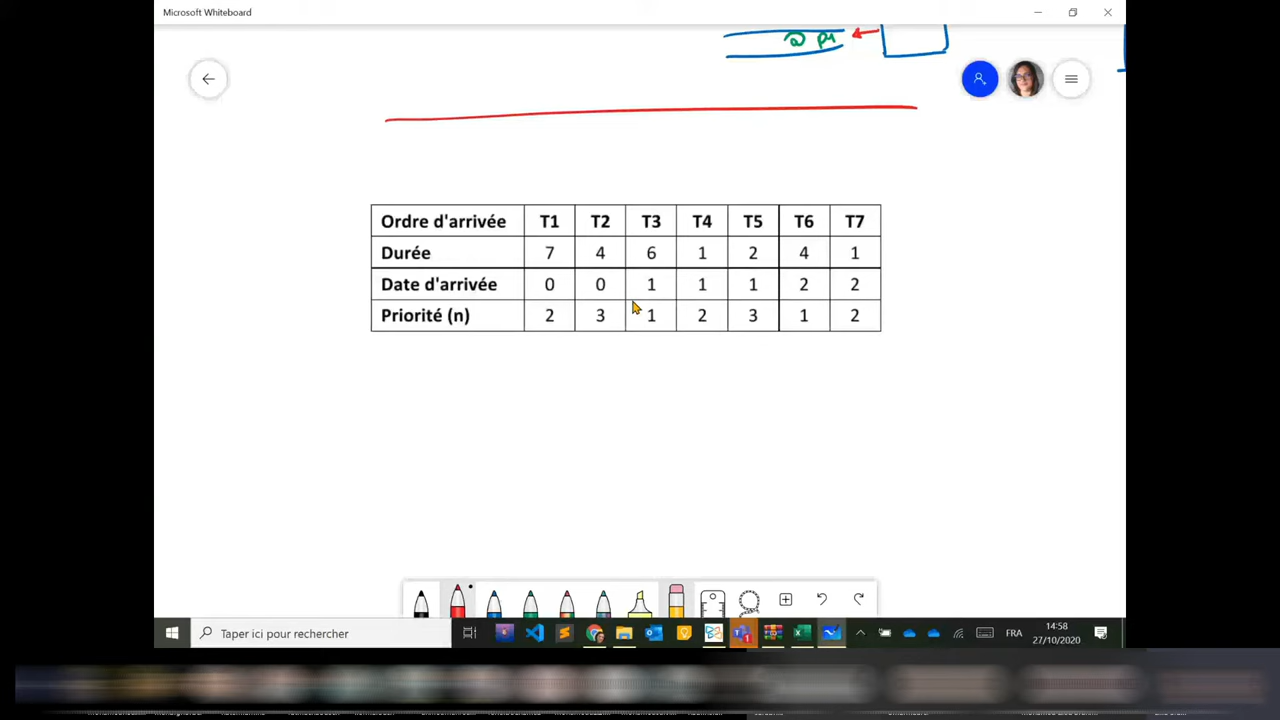 Microsoft Whiteboard
Ordre d'arrivée T1 T2 T3 T4 T5 T6 T7
Durée 7 4 6 1 2 4 1
Date d'arrivée 0 0 1 1 1 2 2
Priorité (n) 2 3 1 2 3 1 2
Taper ici pour rechercher
FRA
14:58
27/10/2020